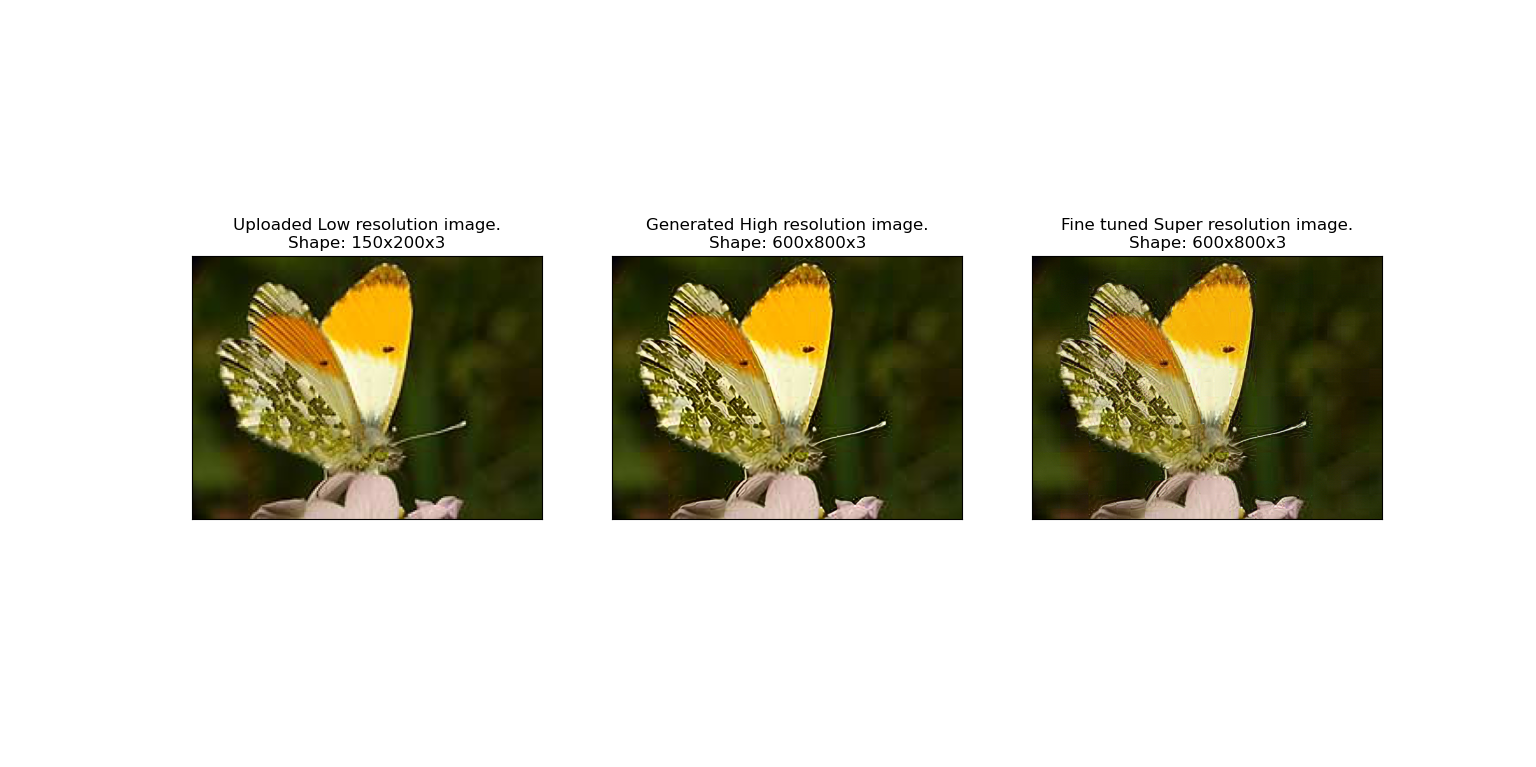 Uploaded Low resolution image.
Shape: 150x200x3
Generated High resolution image.
Shape: 600x800x3
Fine tuned Super resolution image.
Shape: 600x800x3